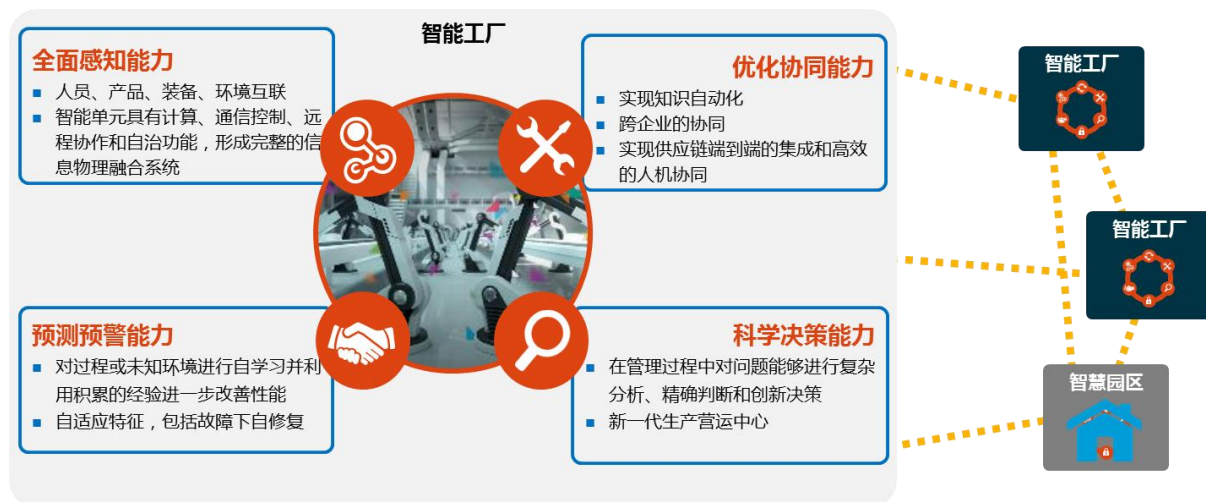 智能工厂
全面感知能力
人员、产品、装备、环境互联
智能单元具有计算、通信控制、远
程协作和自治功能，形成完整的信
息物理融合系统
优化协同能力
实现知识自动化
跨企业的协同
实现供应链端到端的集成和高效
的人机协同
预测预警能力
对过程或未知环境进行自学习并利
用积累的经验进一步改善性能
自适应特征，包括故障下自修复
科学决策能力
在管理过程中对问题能够进行复杂
分析、精确判断和创新决策
新一代生产营运中心
智能工厂
智能工厂
智慧园区